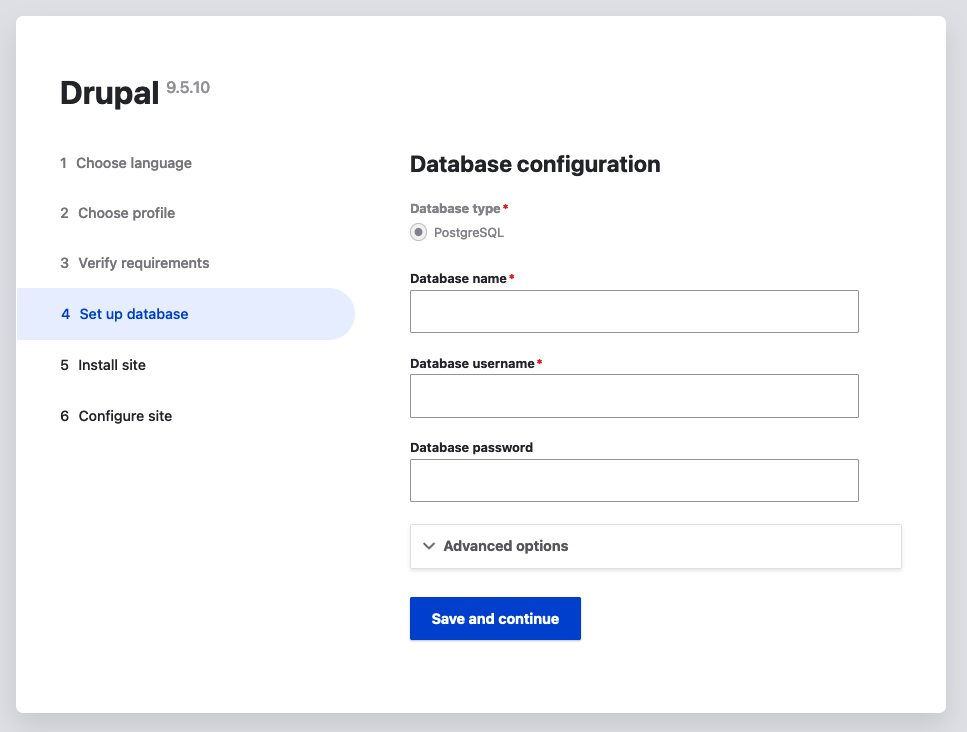 Drupal 9.5.10
1 Choose language
2 Choose profile
3 Verify requirements
4 Set up database
5 Install site
6 Configure site
Database configuration
Database type*
PostgreSQL
Database name*
Database username*
Database password
Advanced options
Save and continue